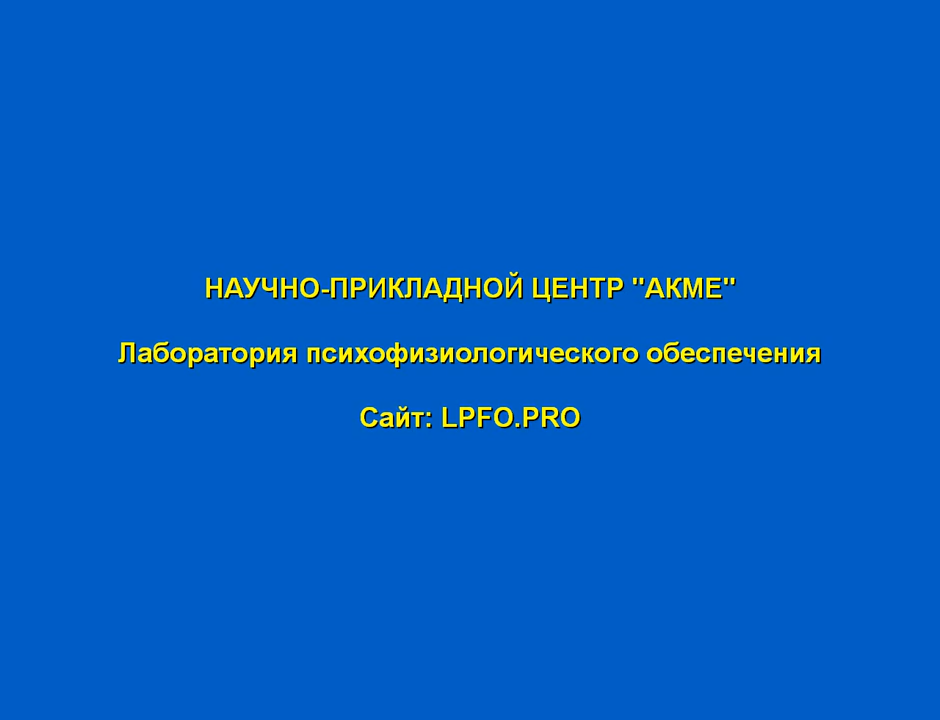 НАУЧНО-ПРИКЛАДНОЙ ЦЕНТР "АКМЕ"
Лаборатория психофизиологического обеспечения
Сайт: LPFO.PRO